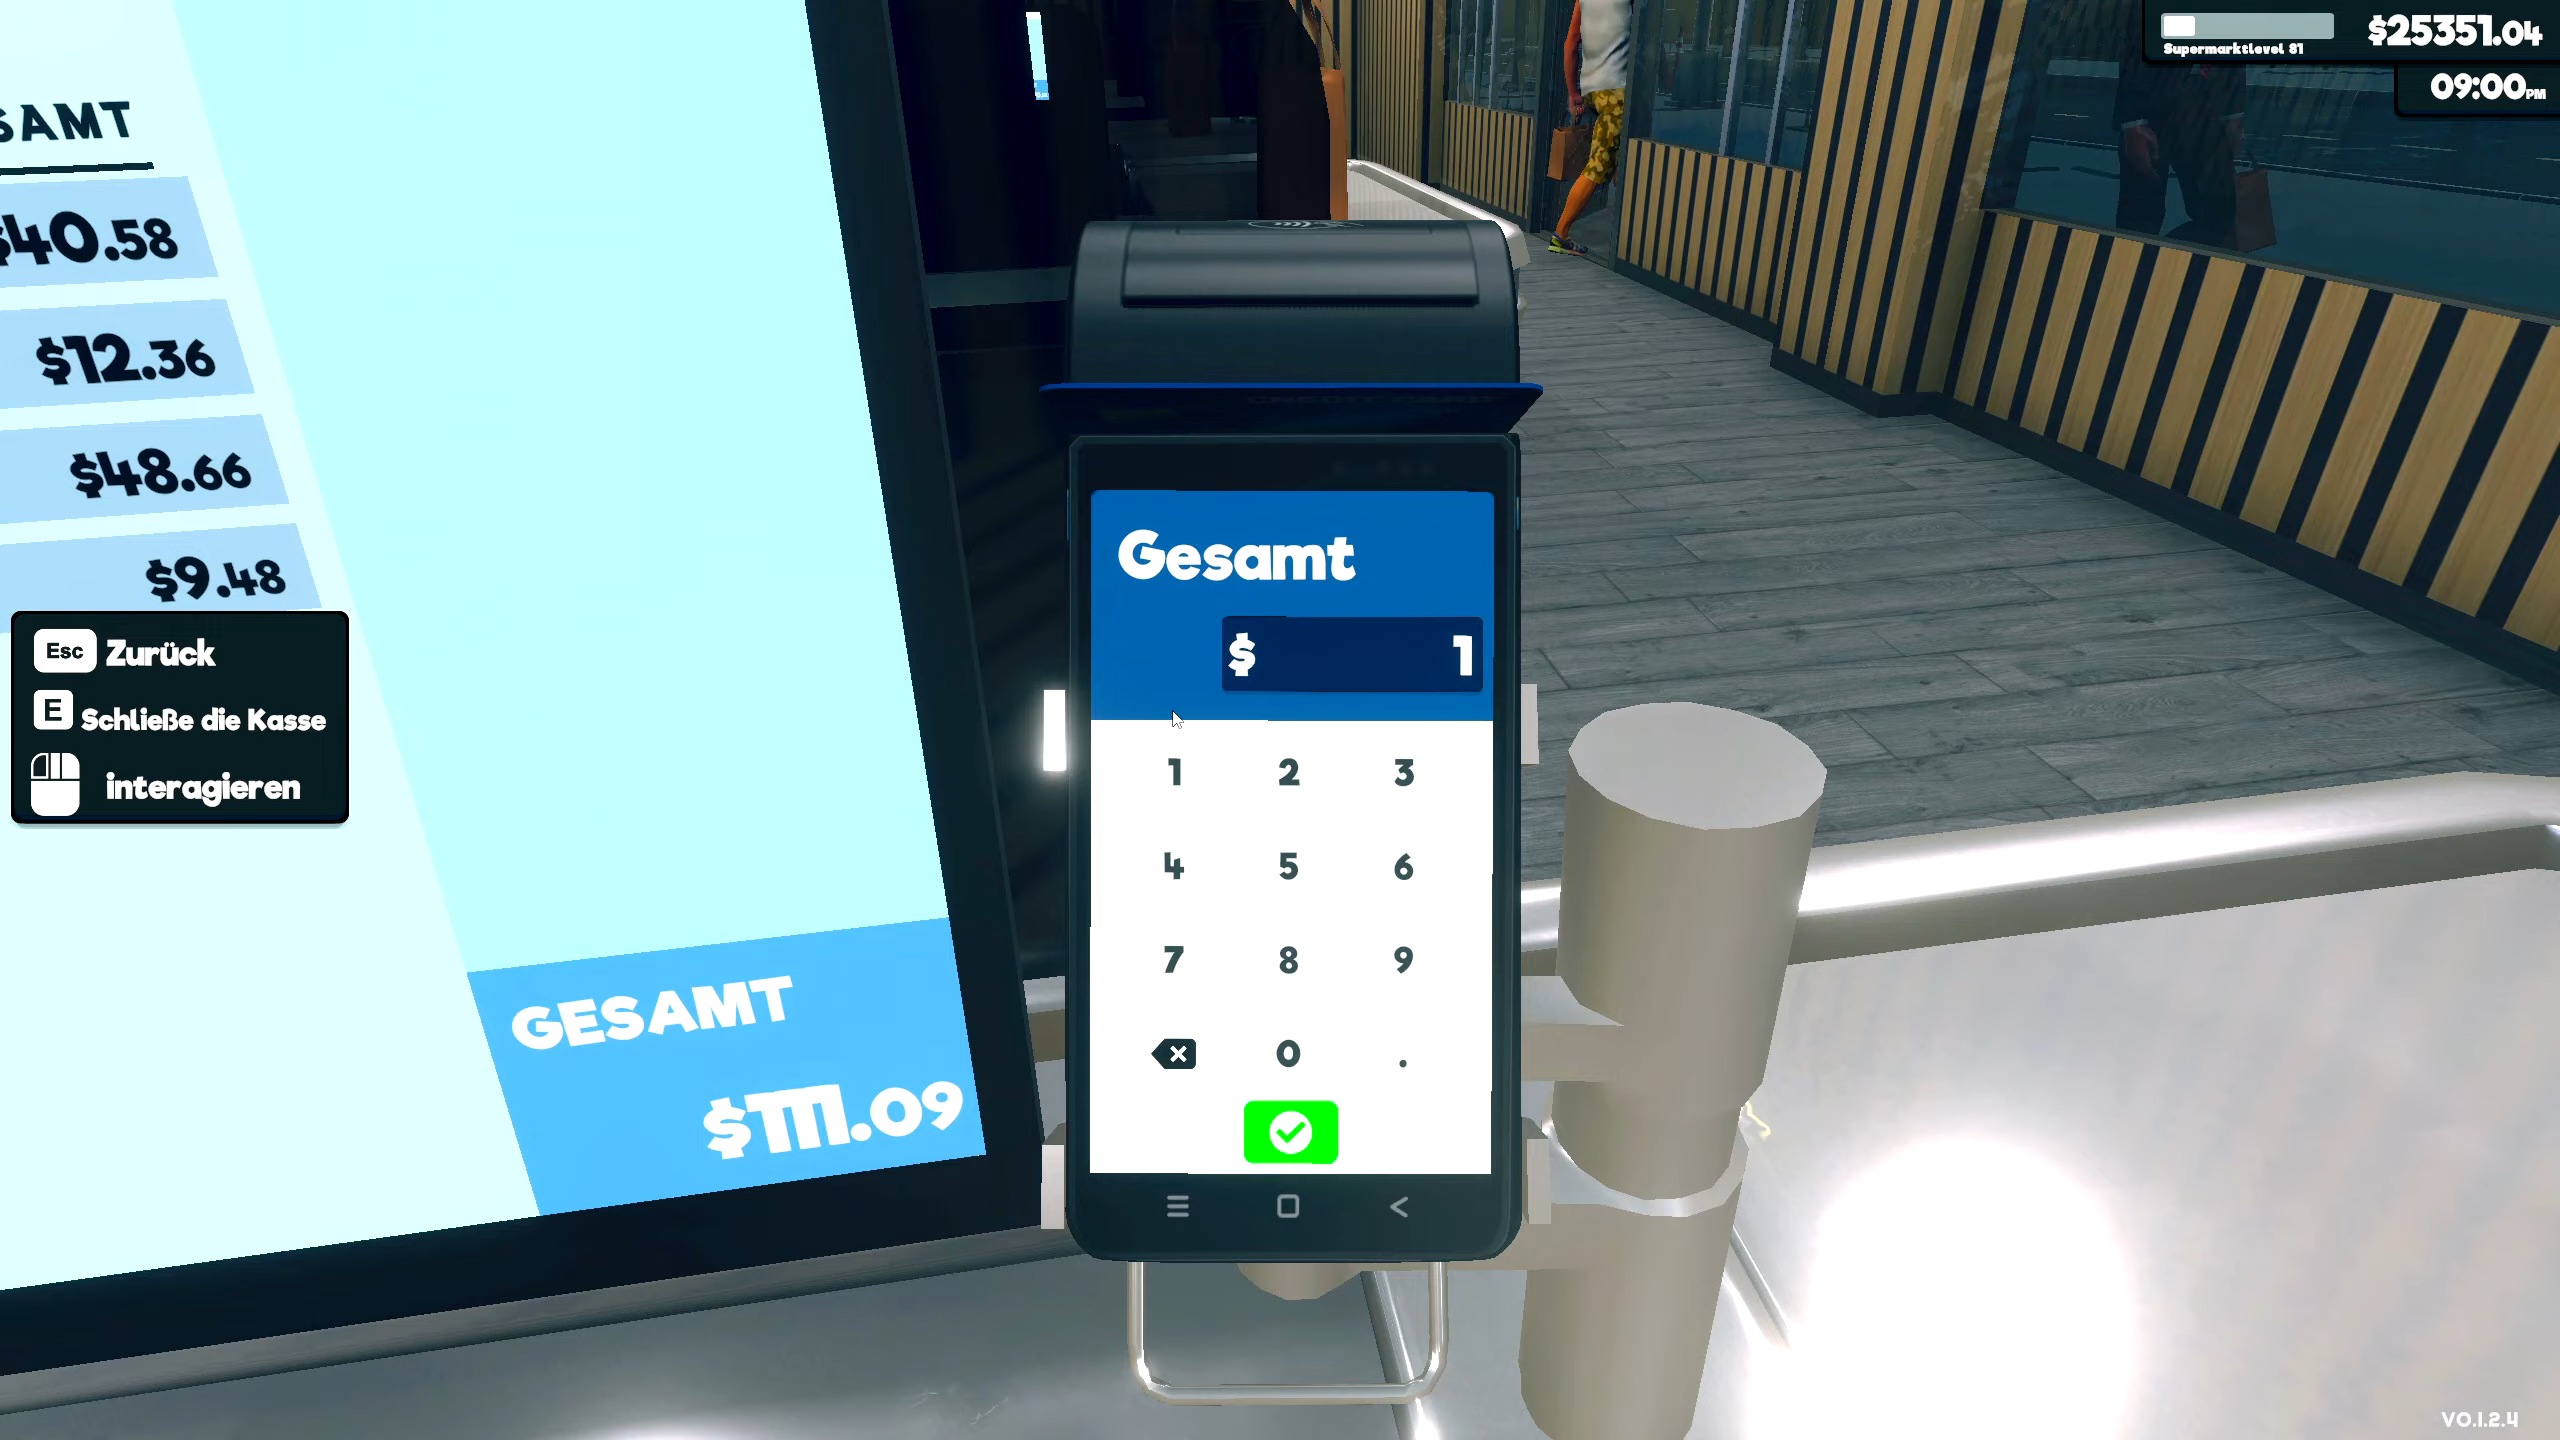 $25351.04
Supermarktlevel 81
09:00PM
SAMT
$40.58
$12.36
$48.66
$9.48
Esc Zurück
E Schließe die Kasse
interagieren
GESAMT
$111.09
Gesamt
$ 1
1 2 3
4 5 6
7 8 9
0 .
V0.1.2.4